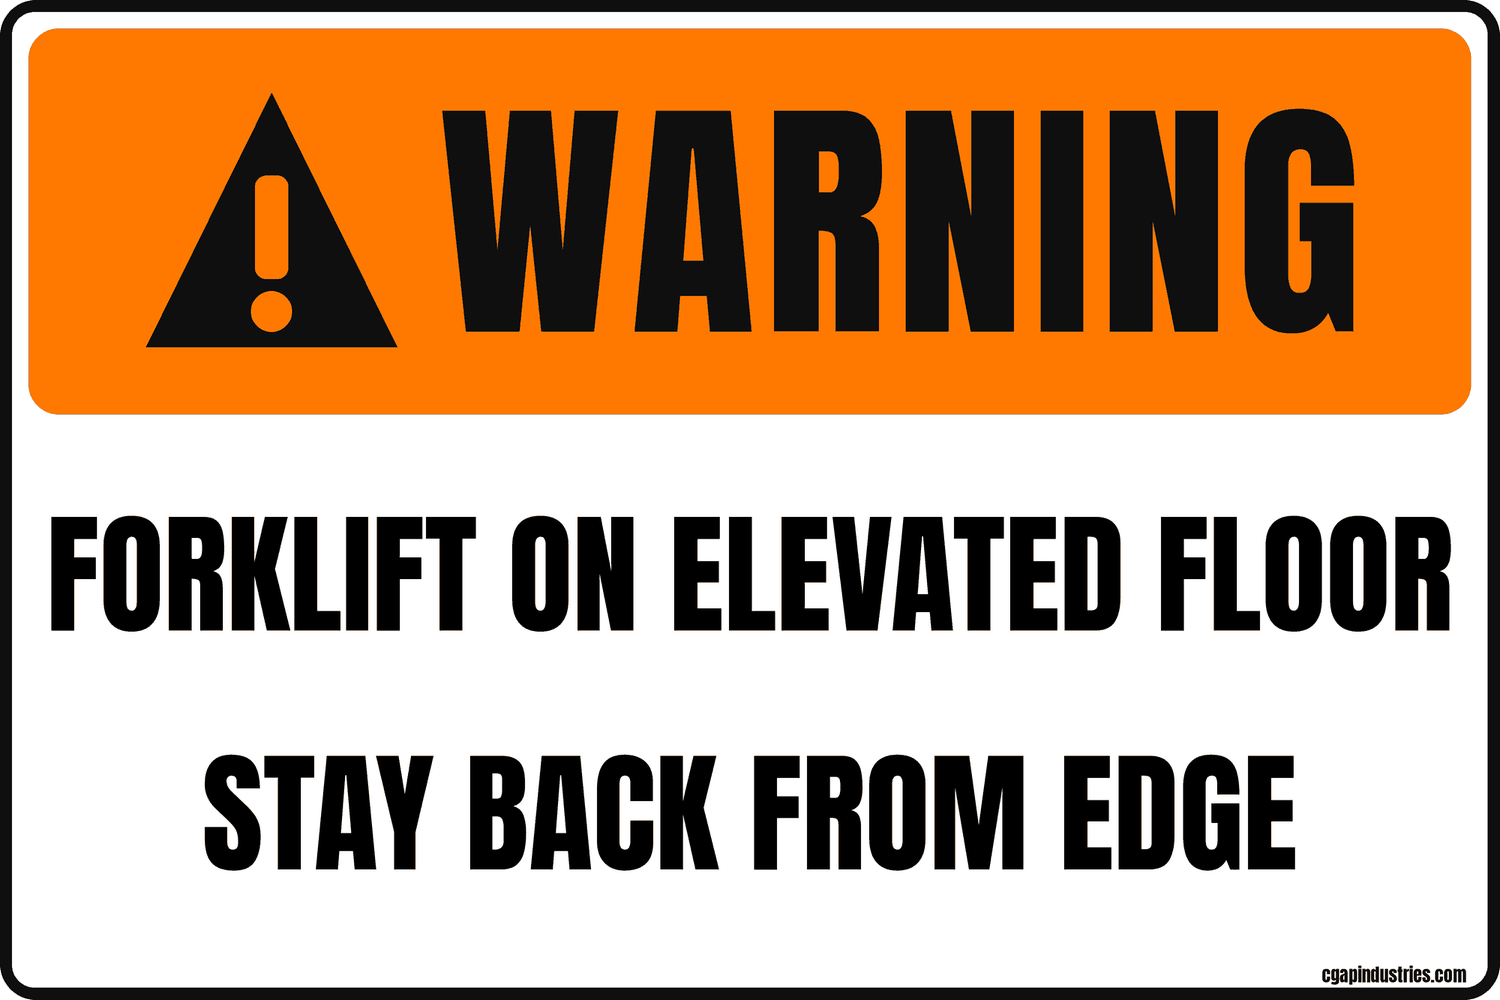 WARNING
FORKLIFT ON ELEVATED FLOOR
STAY BACK FROM EDGE
cgapindustries.com